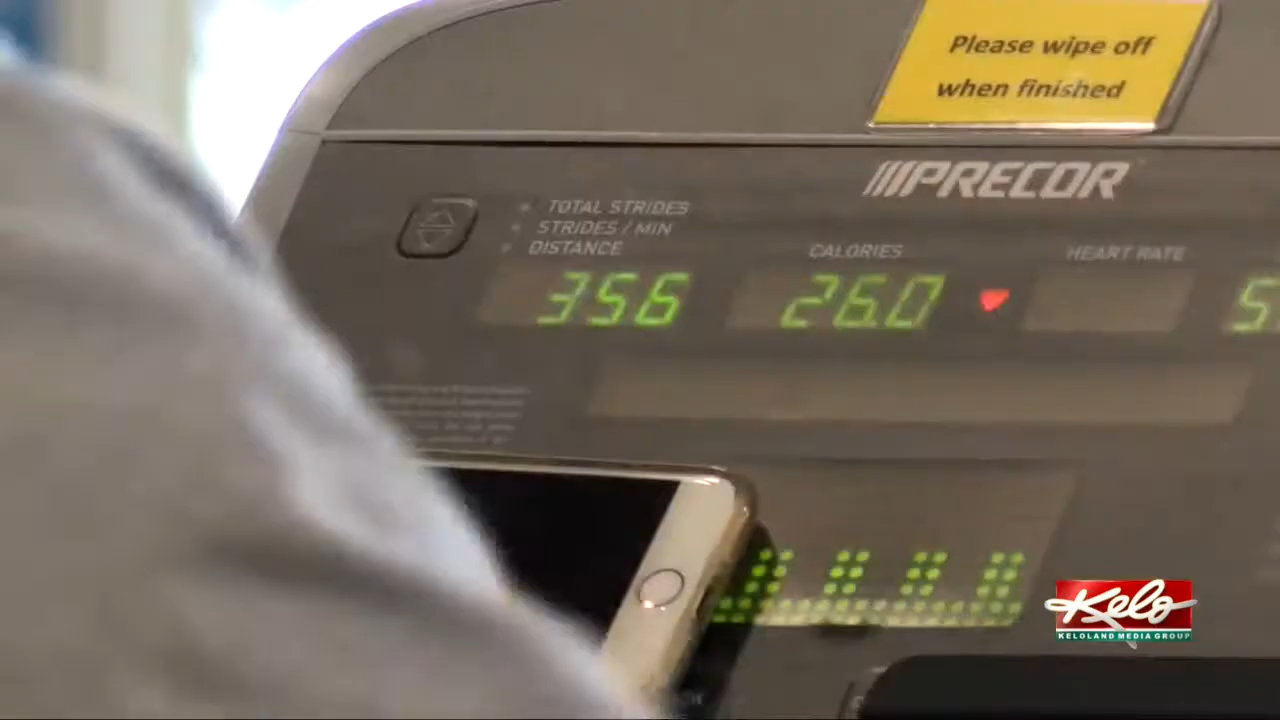 Please wipe off
when finished
PRECOR
TOTAL STRIDES
STRIDES / MIN
DISTANCE
CALORIES
HEART RATE
356
26.0
5
Kelo
KELOLAND MEDIA GROUP